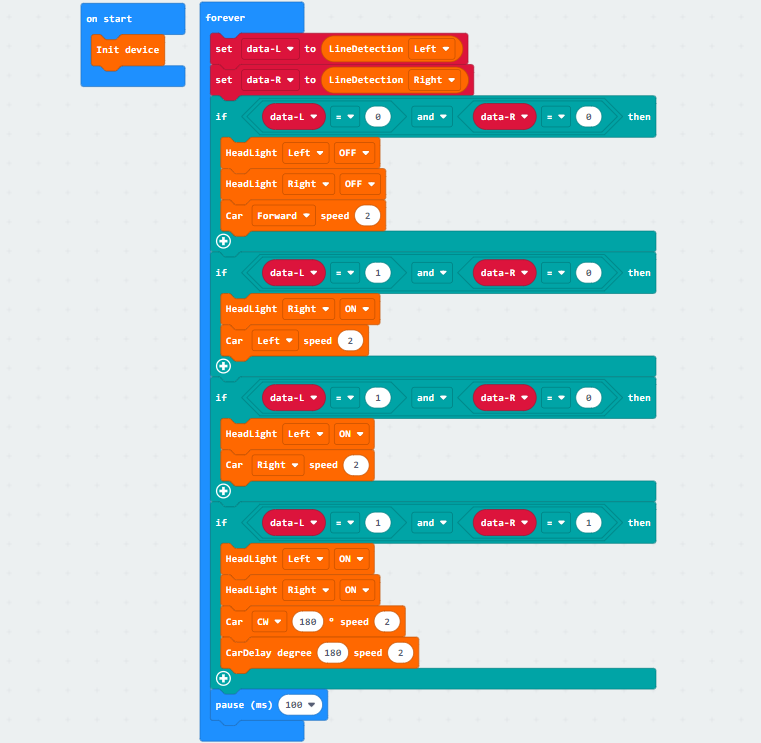 on start
Init device
forever
set data-L to LineDetection Left
set data-R to LineDetection Right
if data-L = 0 and data-R = 0 then
HeadLight Left OFF
HeadLight Right OFF
Car Forward speed 2
if data-L = 1 and data-R = 0 then
HeadLight Right ON
Car Left speed 2
if data-L = 1 and data-R = 0 then
HeadLight Left ON
Car Right speed 2
if data-L = 1 and data-R = 1 then
HeadLight Left ON
HeadLight Right ON
Car CW 180 ° speed 2
CarDelay degree 180 speed 2
pause (ms) 100